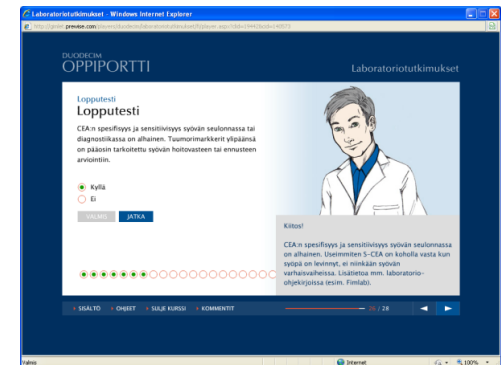 Laboratoriotutkimukset - Windows Internet Explorer
DUODECIM
OPPIPORTTI
Laboratoriotutkimukset
Lopputesti
Lopputesti
CEA:n spesifisyys ja sensitiivisyys syövän seulonnassa tai
diagnostiikassa on alhainen. Tuumorimarkkerit ylipäänsä
on pääosin tarkoitettu syövän hoitovasteen tai ennusteen
arviointiin.
Kyllä
Ei
VALMIS JATKA
Kiitos!
CEA:n spesifisyys ja sensitiivisyys syövän seulonnassa
on alhainen. Useimmiten S-CEA on koholla vasta kun
syöpä on levinnyt, ei niinkään syövän
varhaisvaiheissa. Lisätietoa mm. laboratorio-
ohjekirjoissa (esim. Fimlab).
SISÄLTÖ OHJEET SULJE KURSSI KOMMENTIT
/ 28
Valmis Internet 100%